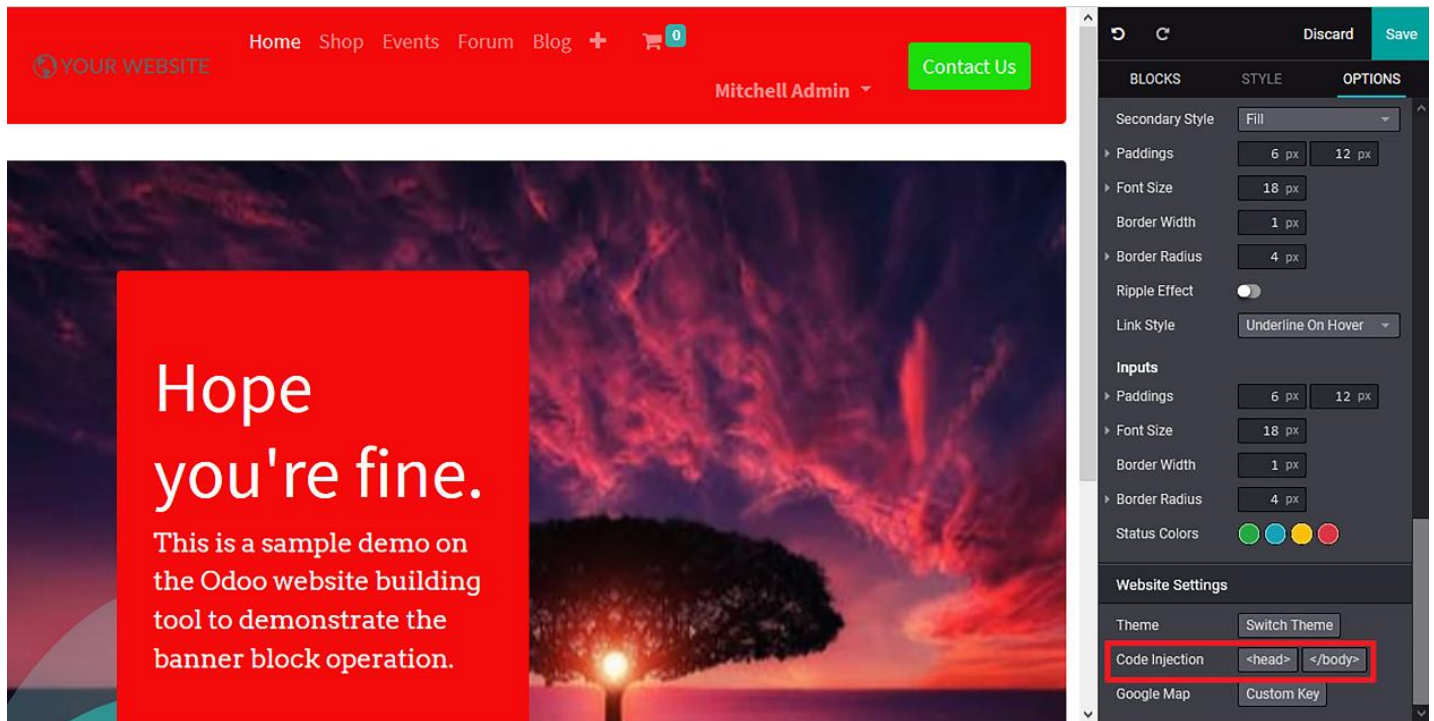 Home Shop Events Forum Blog + 0
YOUR WEBSITE
Contact Us
Mitchell Admin
Hope
you're fine.
This is a sample demo on
the Odoo website building
tool to demonstrate the
banner block operation.
Discard Save
BLOCKS STYLE OPTIONS
Secondary Style Fill
Paddings 6 px 12 px
Font Size 18 px
Border Width 1 px
Border Radius 4 px
Ripple Effect
Link Style Underline On Hover
Inputs
Paddings 6 px 12 px
Font Size 18 px
Border Width 1 px
Border Radius 4 px
Status Colors
Website Settings
Theme Switch Theme
Code Injection <head> </body>
Google Map Custom Key